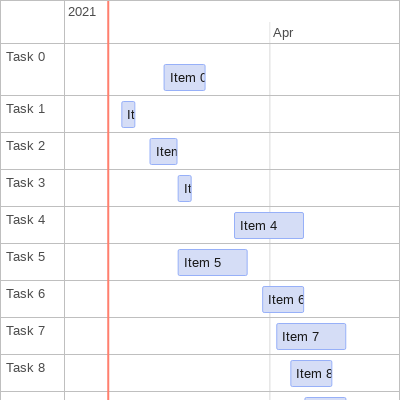 2021
Apr
Task 0
Item 0
Task 1
It
Task 2
Item
Task 3
It
Task 4
Item 4
Task 5
Item 5
Task 6
Item 6
Task 7
Item 7
Task 8
Item 8